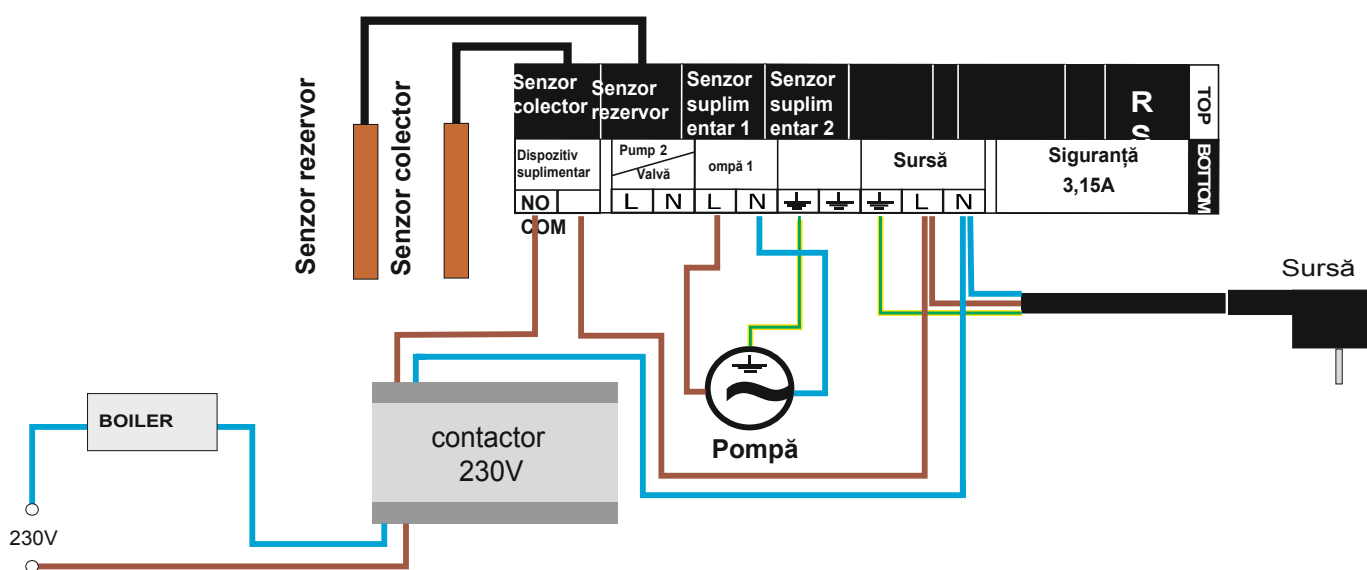 Senzor rezervor
Senzor colector
Senzor
colector
Senzor
rezervor
Senzor
suplim
entar 1
Senzor
suplim
entar 2
R
S
TOP
Dispozitiv
suplimentar
Pump 2
Valvă
ompă 1
Sursă
Siguranță
3,15A
BOTTOM
NO
COM
L
N
L
N
L
N
Sursă
BOILER
contactor
230V
Pompă
230V